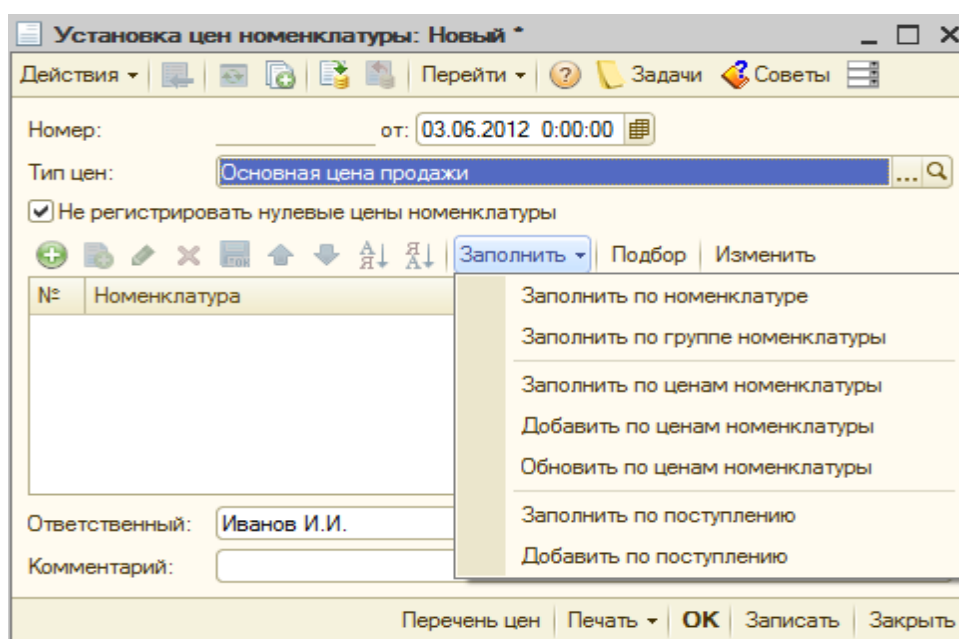 Установка цен номенклатуры: Новый *
Действия Перейти Задачи Советы
Номер: от: 03.06.2012 0:00:00
Тип цен: Основная цена продажи ...
Не регистрировать нулевые цены номенклатуры
Заполнить Подбор Изменить
№ Номенклатура
Заполнить по номенклатуре
Заполнить по группе номенклатуры
Заполнить по ценам номенклатуры
Добавить по ценам номенклатуры
Обновить по ценам номенклатуры
Заполнить по поступлению
Добавить по поступлению
Ответственный: Иванов И.И.
Комментарий:
Перечень цен Печать OK Записать Закрыть